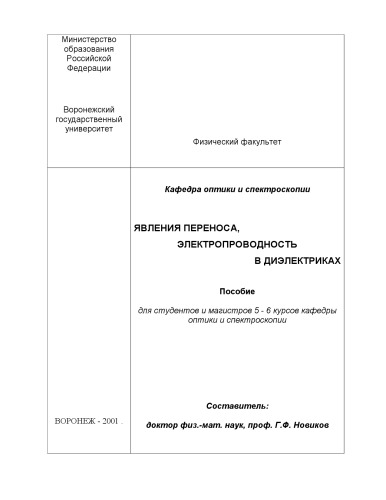 Министерство
образования
Российской
Федерации
Воронежский
государственный
университет
Физический факультет
Кафедра оптики и спектроскопии
ЯВЛЕНИЯ ПЕРЕНОСА,
ЭЛЕКТРОПРОВОДНОСТЬ
В ДИЭЛЕКТРИКАХ
Пособие
для студентов и магистров 5 - 6 курсов кафедры
оптики и спектроскопии
Составитель:
ВОРОНЕЖ - 2001 .
доктор физ.-мат. наук, проф. Г.Ф. Новиков